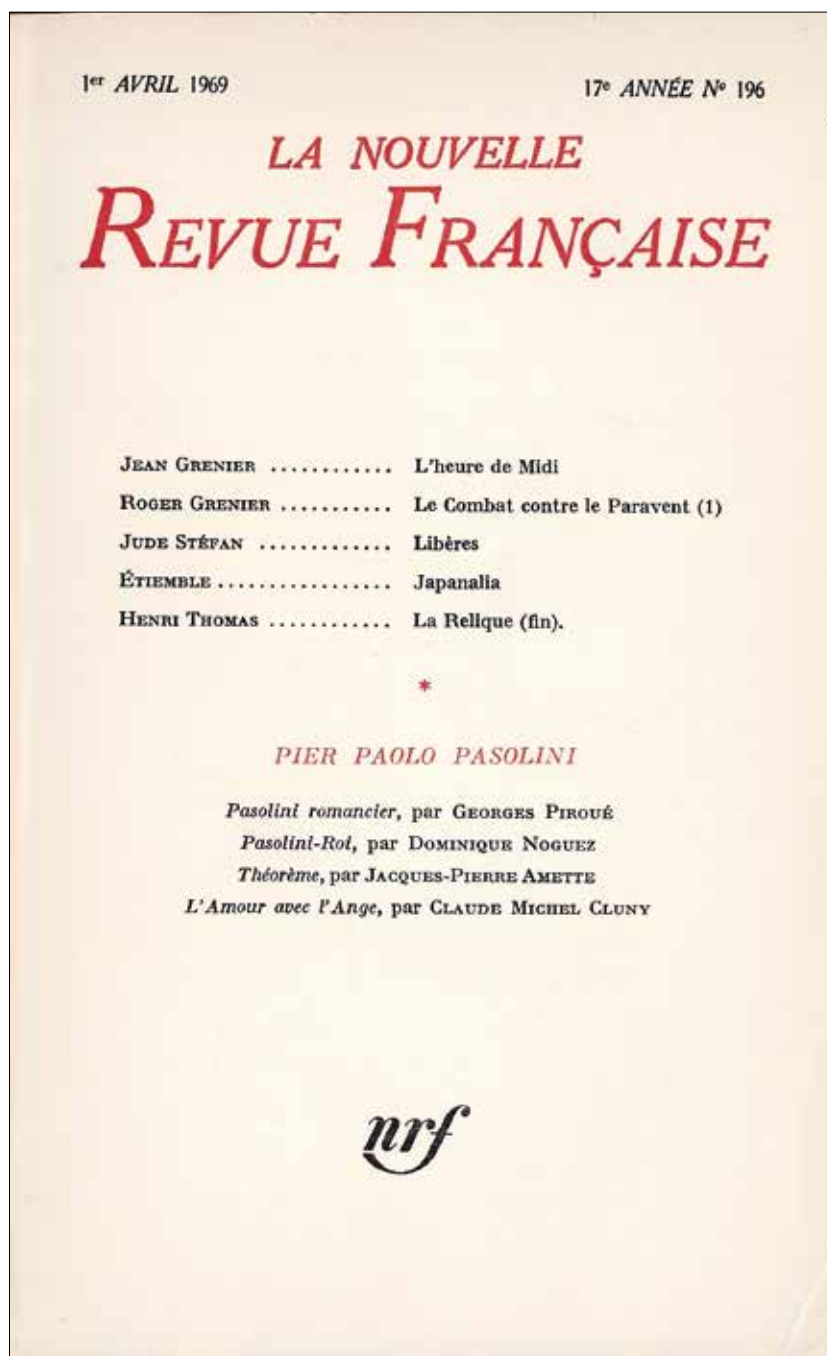 1er AVRIL 1969 17e ANNÉE No 196
LA NOUVELLE
REVUE FRANÇAISE
JEAN GRENIER ............ L'heure de Midi
ROGER GRENIER ........... Le Combat contre le Paravent (1)
JUDE STÉFAN ............. Libères
ÉTIEMBLE ................. Japanalia
HENRI THOMAS ............ La Relique (fin).
*
PIER PAOLO PASOLINI
Pasolini romancier, par GEORGES PIROUÉ
Pasolini-Roi, par DOMINIQUE NOGUEZ
Théorème, par JACQUES-PIERRE AMETTE
L'Amour avec l'Ange, par CLAUDE MICHEL CLUNY
nrf